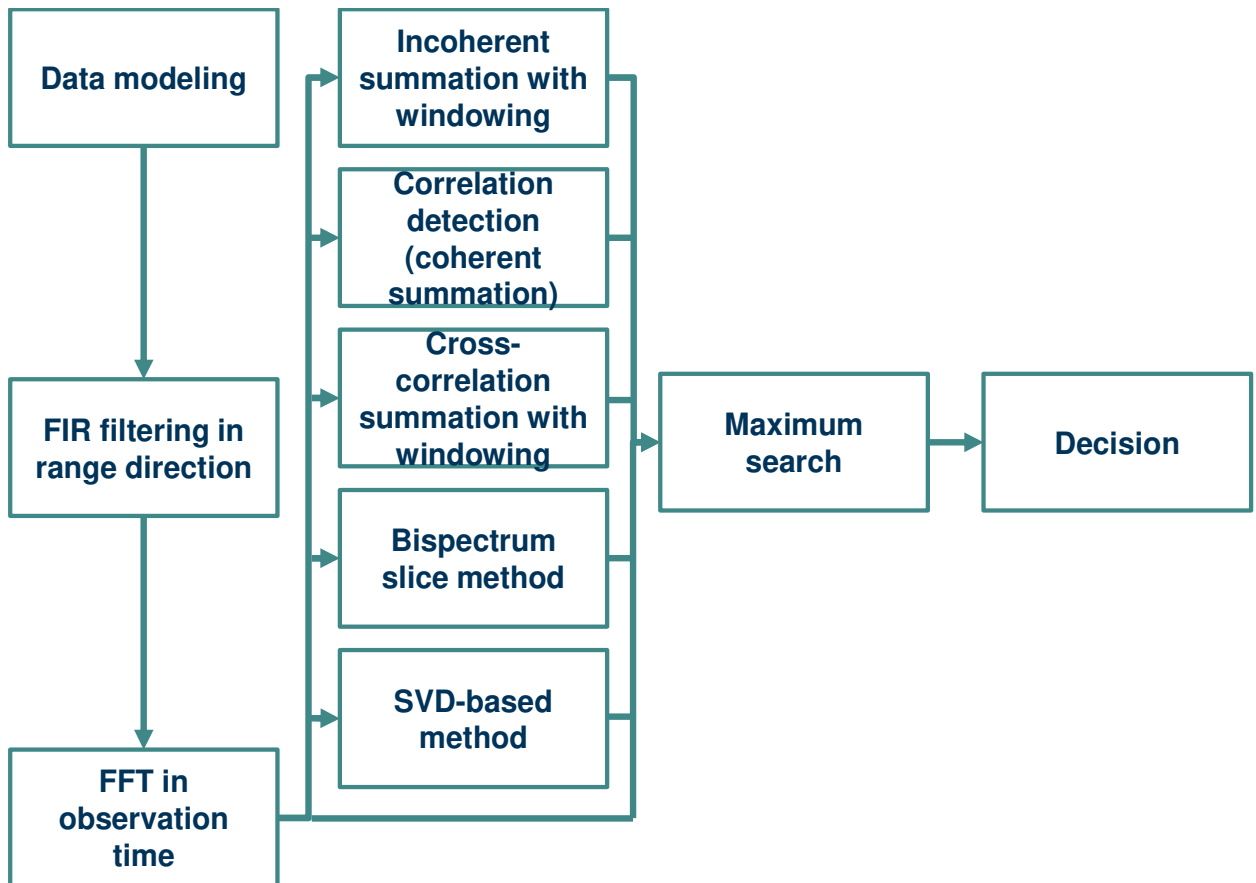 Data modeling
FIR filtering in
range direction
FFT in
observation
time
Incoherent
summation with
windowing
Correlation
detection
(coherent
summation)
Cross-
correlation
summation with
windowing
Bispectrum
slice method
SVD-based
method
Maximum
search
Decision